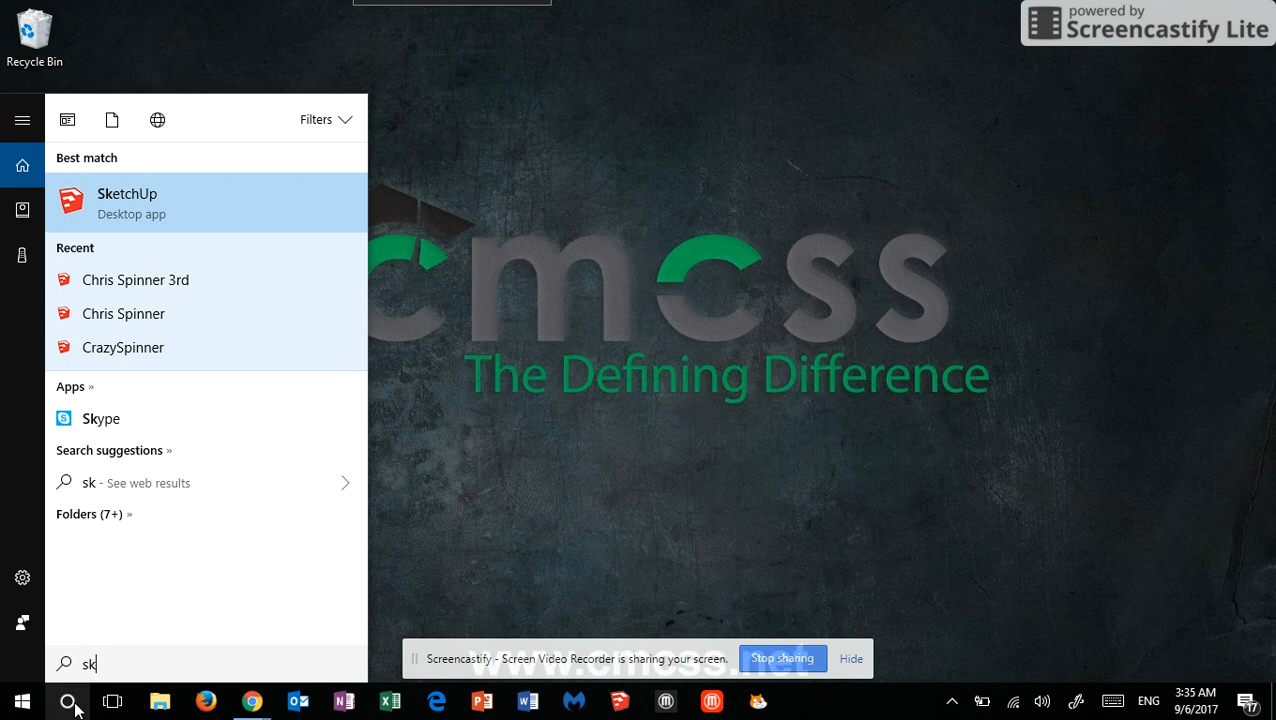 Recycle Bin
powered by
Screencastify Lite
Filters
Best match
SketchUp
Desktop app
Recent
Chris Spinner 3rd
Chris Spinner
CrazySpinner
Apps »
Skype
Search suggestions »
sk - See web results
Folders (7+) »
sk
cmoss
The Defining Difference
www.cmoss.net
Screencastify - Screen Video Recorder is sharing your screen.
Stop sharing
Hide
ENG
3:35 AM
9/6/2017
17